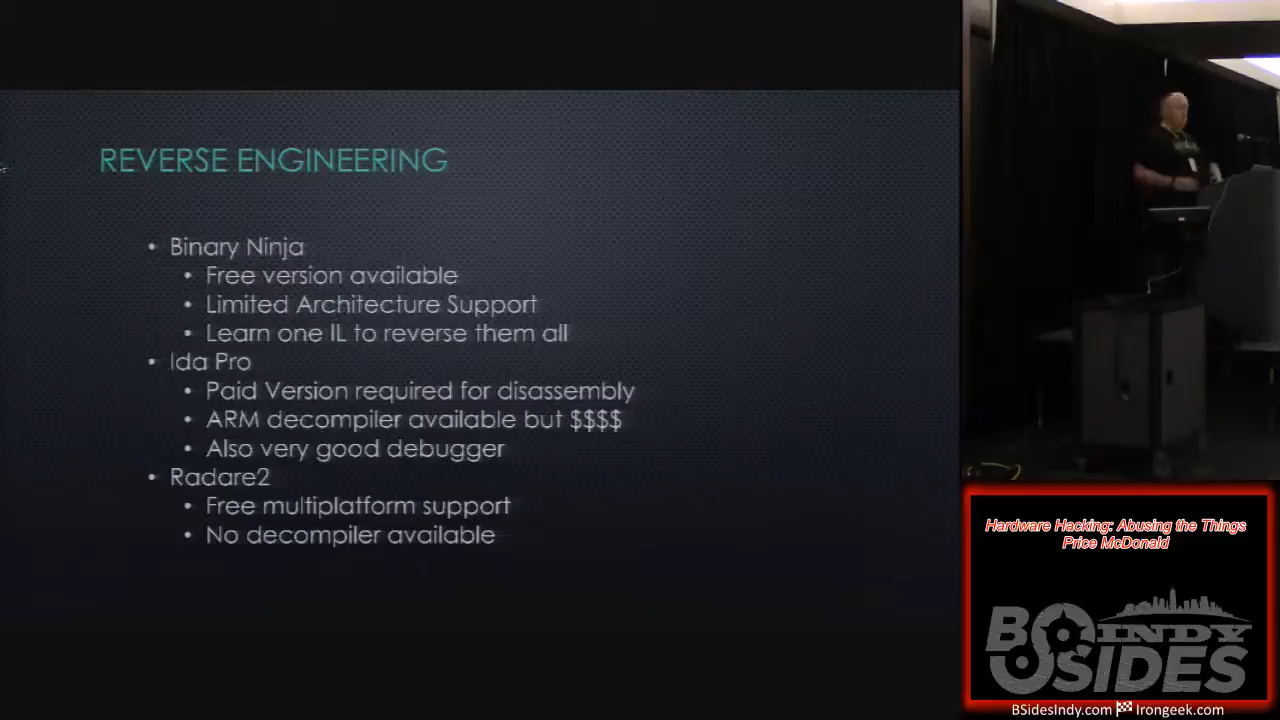 REVERSE ENGINEERING
• Binary Ninja
• Free version available
• Limited Architecture Support
• Learn one IL to reverse them all
• Ida Pro
• Paid Version required for disassembly
• ARM decompiler available but $$$$
• Also very good debugger
• Radare2
• Free multiplatform support
• No decompiler available
Hardware Hacking: Abusing the Things
Price McDonald
BSIDES
INDY
BSidesIndy.com Irongeek.com